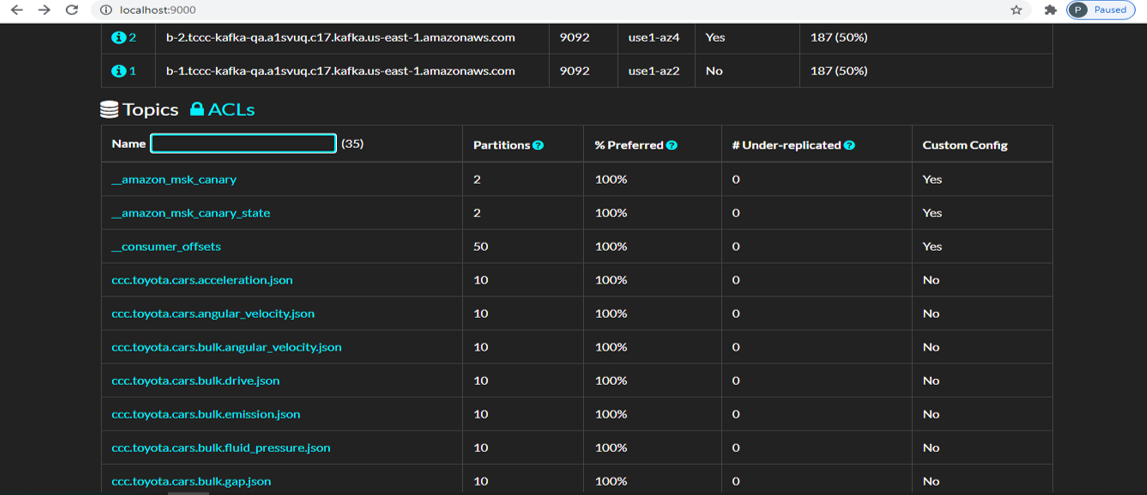 localhost:9000
P Paused
2 b-2.tccc-kafka-qa.a1svuq.c17.kafka.us-east-1.amazonaws.com 9092 use1-az4 Yes 187 (50%)
1 b-1.tccc-kafka-qa.a1svuq.c17.kafka.us-east-1.amazonaws.com 9092 use1-az2 No 187 (50%)
Topics ACLs
Name (35) Partitions % Preferred # Under-replicated Custom Config
__amazon_msk_canary 2 100% 0 Yes
__amazon_msk_canary_state 2 100% 0 Yes
__consumer_offsets 50 100% 0 Yes
ccc.toyota.cars.acceleration.json 10 100% 0 No
ccc.toyota.cars.angular_velocity.json 10 100% 0 No
ccc.toyota.cars.bulk.angular_velocity.json 10 100% 0 No
ccc.toyota.cars.bulk.drive.json 10 100% 0 No
ccc.toyota.cars.bulk.emission.json 10 100% 0 No
ccc.toyota.cars.bulk.fluid_pressure.json 10 100% 0 No
ccc.toyota.cars.bulk.gap.json 10 100% 0 No